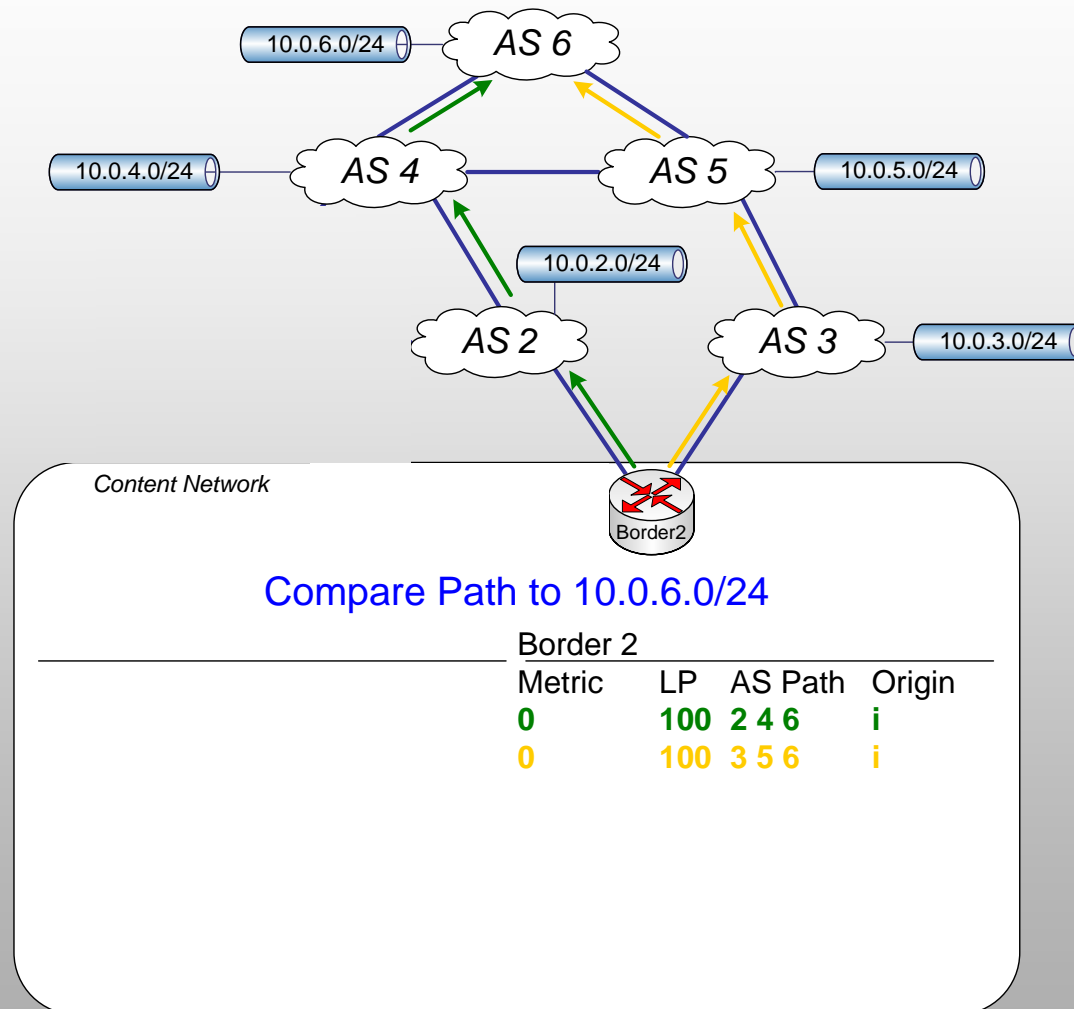 10.0.6.0/24
AS 6
10.0.4.0/24
AS 4
AS 5
10.0.5.0/24
10.0.2.0/24
AS 2
AS 3
10.0.3.0/24
Content Network
Border2
Compare Path to 10.0.6.0/24
Border 2
Metric LP AS Path Origin
0 100 2 4 6 i
0 100 3 5 6 i